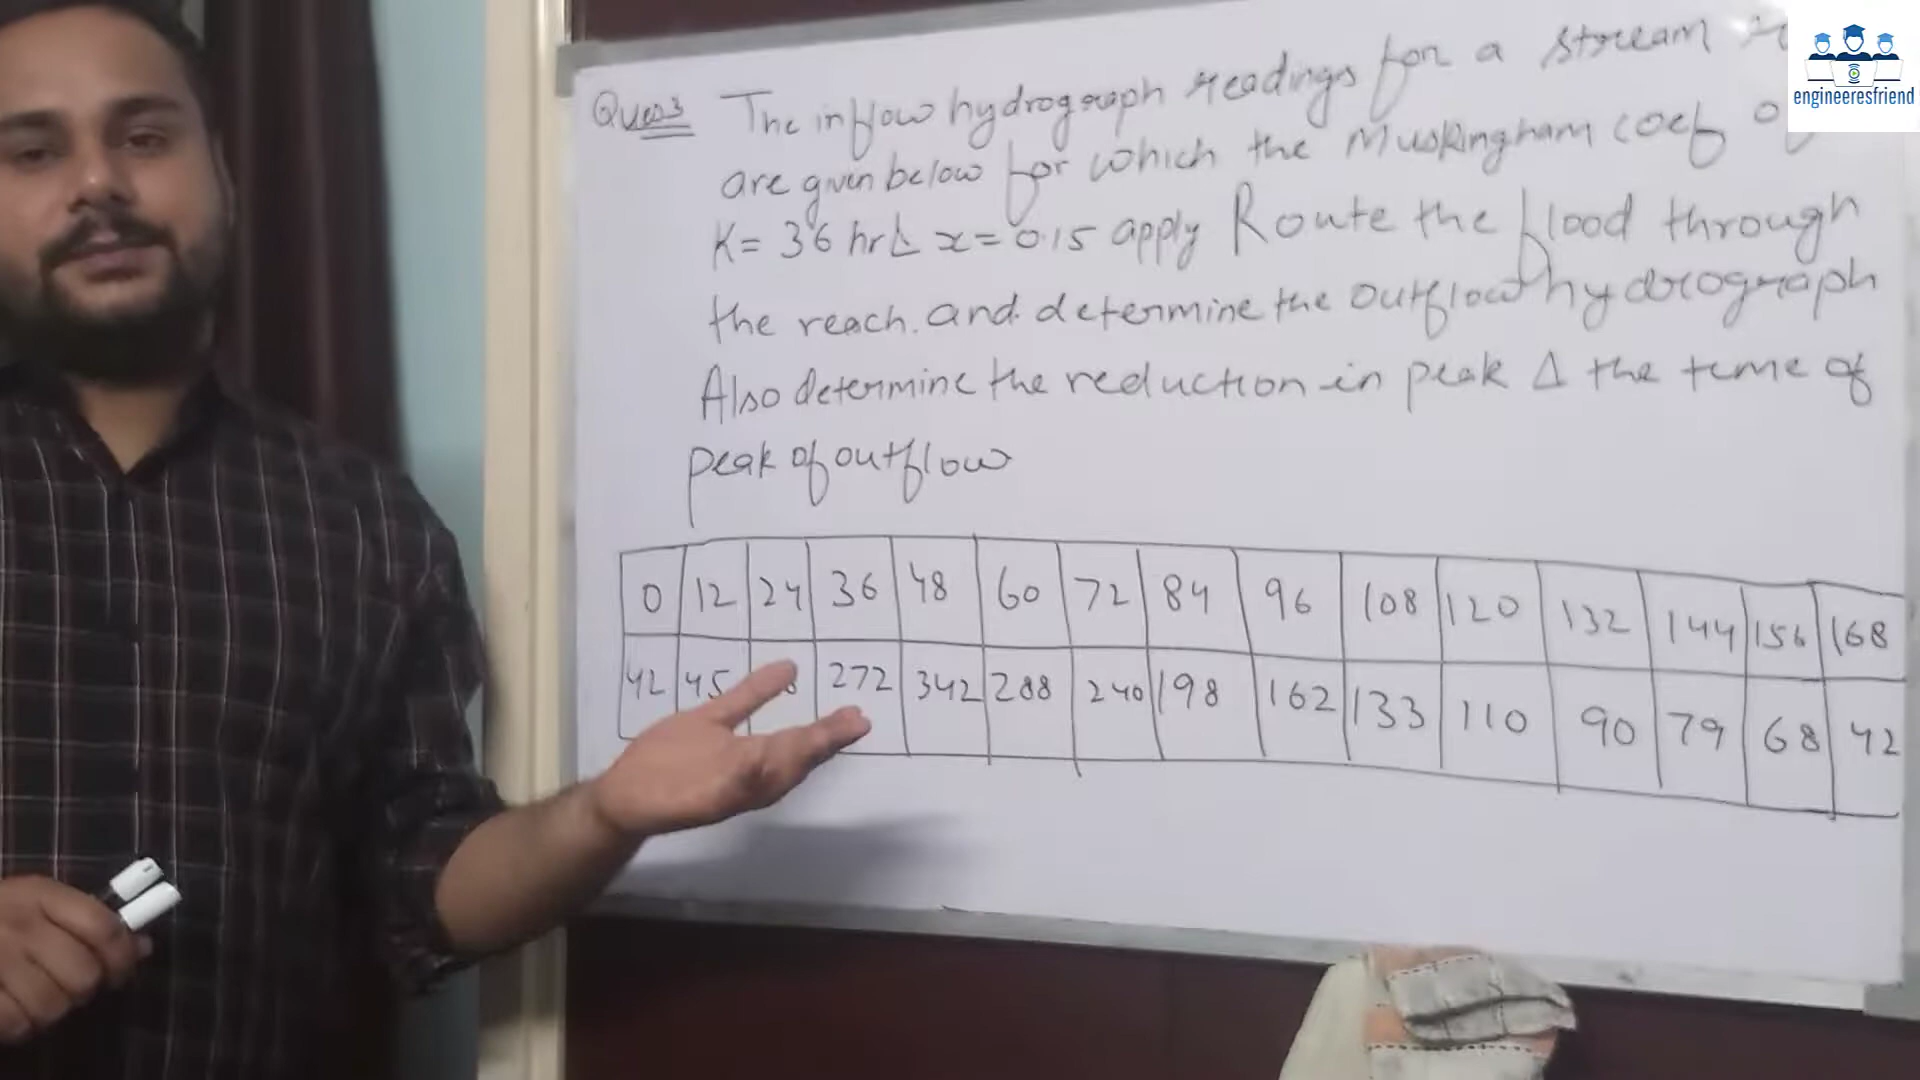 Ques3 The inflow hydrograph readings for a stream
are given below for which the Muskingham coef
K= 36 hr & x=0.15 apply Route the flood through
the reach. and determine the outflow hydrograph
Also determine the reduction in peak & the time of
peak of outflow
0 12 24 36 48 60 72 84 96 108 120 132 144 156 168
42 45 272 342 288 240 198 162 133 110 90 79 68 42
engineeresfriend